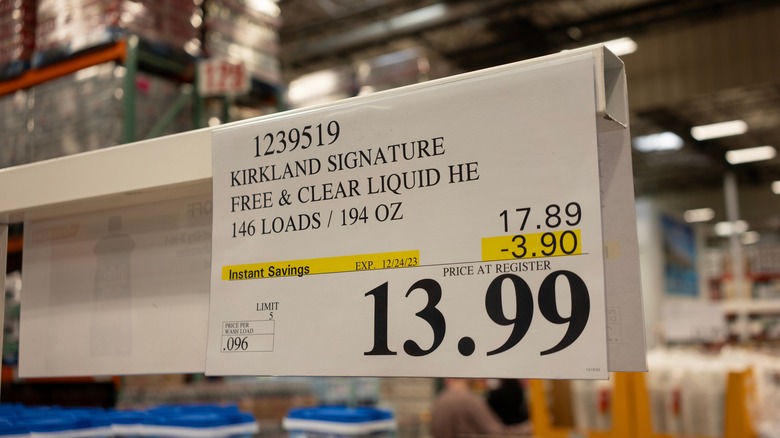 1239519
KIRKLAND SIGNATURE
FREE & CLEAR LIQUID HE
146 LOADS / 194 OZ
17.89
-3.90
Instant Savings EXP. 12/24/23
PRICE AT REGISTER
13.99
LIMIT
5
PRICE PER
WASH LOAD
.096